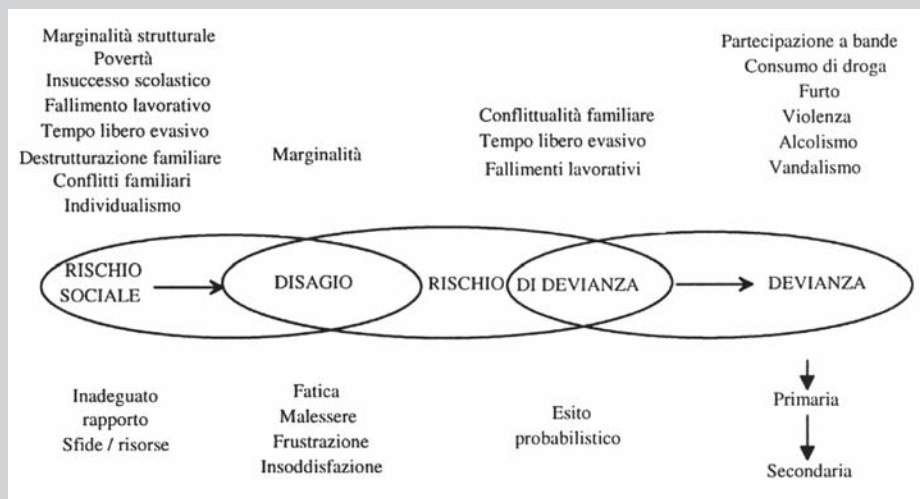 Marginalità strutturale
Povertà
Insuccesso scolastico
Fallimento lavorativo
Tempo libero evasivo
Destrutturazione familiare
Conflitti familiari
Individualismo
Marginalità
Conflittualità familiare
Tempo libero evasivo
Fallimenti lavorativi
Partecipazione a bande
Consumo di droga
Furto
Violenza
Alcolismo
Vandalismo
RISCHIO
SOCIALE
DISAGIO
RISCHIO DI DEVIANZA
DEVIANZA
Inadeguato
rapporto
Sfide / risorse
Fatica
Malessere
Frustrazione
Insoddisfazione
Esito
probabilistico
Primaria
Secondaria